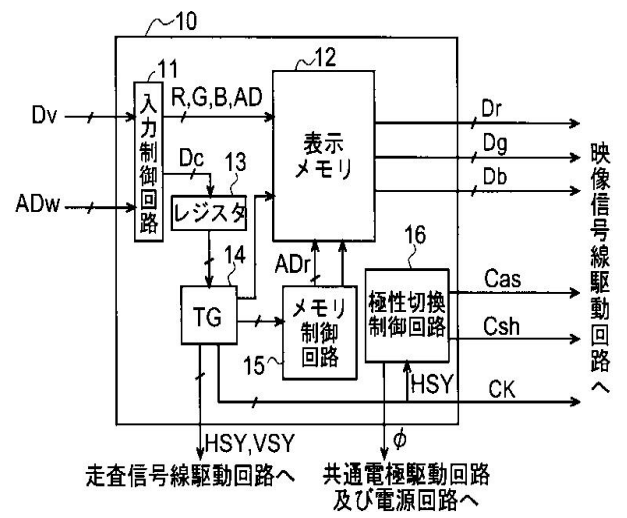 10
11
入力制御回路
Dv
ADw
R,G,B,AD
Dc
13
レジスタ
12
表示
メモリ
Dr
Dg
Db
映像信号線駆動回路へ
14
TG
ADr
メモリ
制御
回路
15
16
極性切換
制御回路
Cas
Csh
HSY
CK
HSY,VSY
走査信号線駆動回路へ
ϕ
共通電極駆動回路
及び電源回路へ